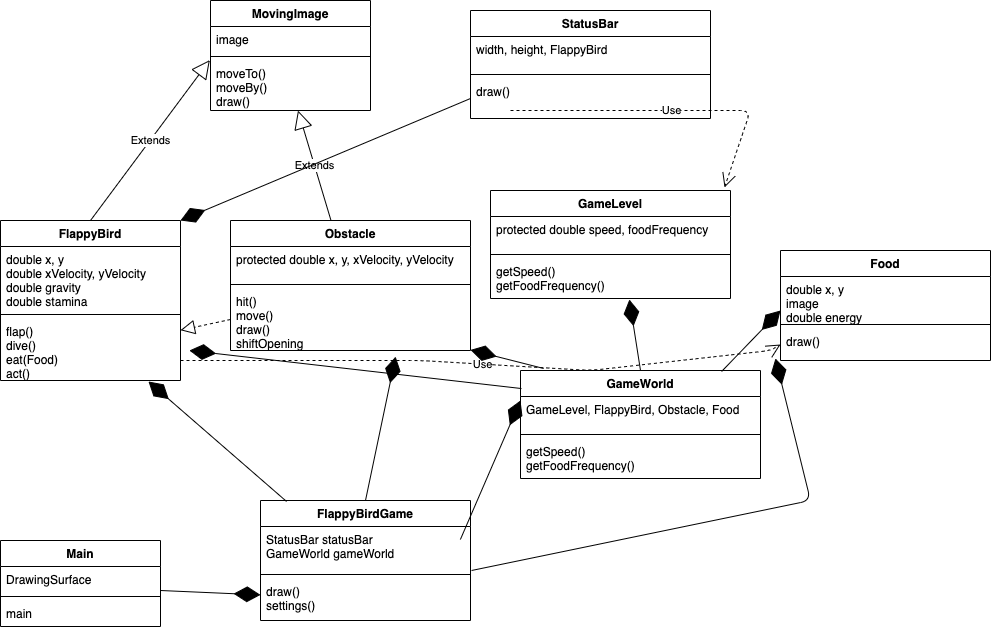 MovingImage
image
moveTo()
moveBy()
draw()
StatusBar
width, height, FlappyBird
draw()
Use
Extends
Extends
FlappyBird
double x, y
double xVelocity, yVelocity
double gravity
double stamina
flap()
dive()
eat(Food)
act()
Obstacle
protected double x, y, xVelocity, yVelocity
hit()
move()
draw()
shiftOpening
GameLevel
protected double speed, foodFrequency
getSpeed()
getFoodFrequency()
Food
double x, y
image
double energy
draw()
Use
GameWorld
GameLevel, FlappyBird, Obstacle, Food
getSpeed()
getFoodFrequency()
FlappyBirdGame
StatusBar statusBar
GameWorld gameWorld
draw()
settings()
Main
DrawingSurface
main